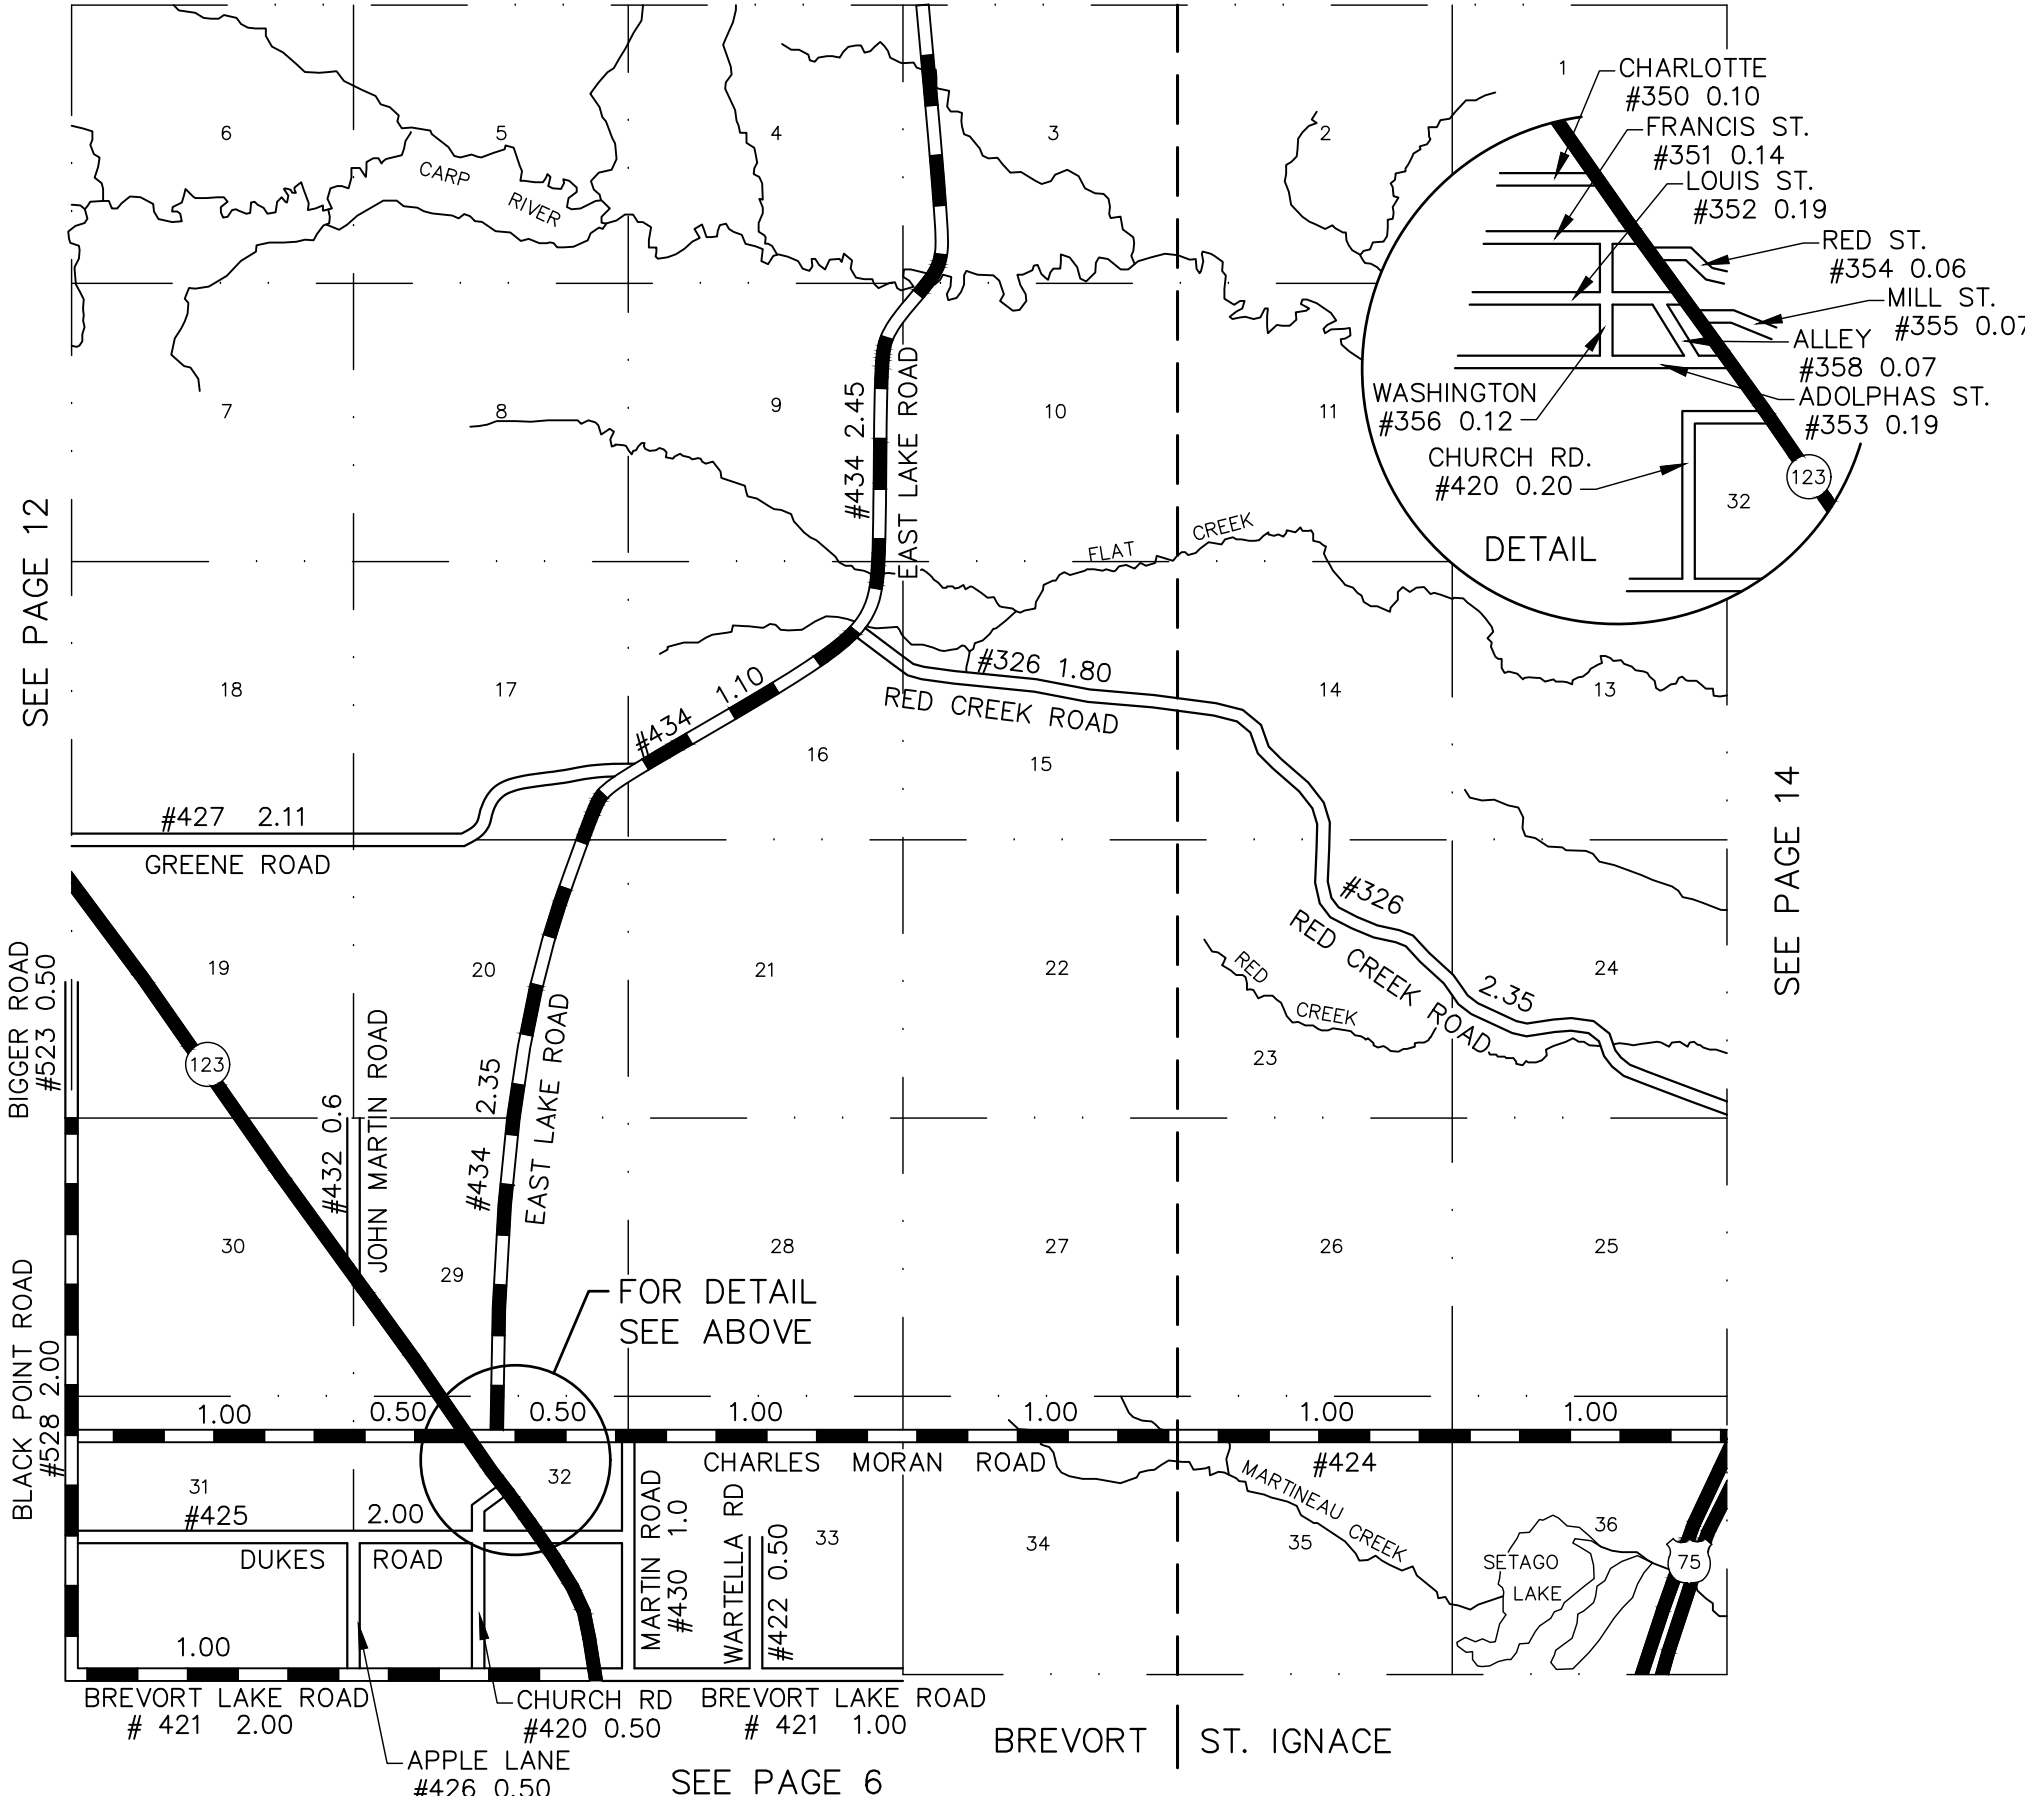 1
CHARLOTTE
#350 0.10
FRANCIS ST.
#351 0.14
LOUIS ST.
#352 0.19
RED ST.
#354 0.06
MILL ST.
#355 0.07
ALLEY
#358 0.07
ADOLPHAS ST.
#353 0.19
WASHINGTON
#356 0.12
CHURCH RD.
#420 0.20
123
32
DETAIL
6
5
4
3
2
CARP
RIVER
7
8
9
10
11
#434 2.45
EAST LAKE ROAD
FLAT
CREEK
SEE PAGE 12
18
17
16
15
14
13
#434 1.10
#326 1.80
RED CREEK ROAD
#427 2.11
GREENE ROAD
SEE PAGE 14
#326
2.35
RED CREEK ROAD
RED
CREEK
19
20
21
22
23
24
BIGGER ROAD
#523 0.50
123
#432 0.6
JOHN MARTIN ROAD
#434 2.35
EAST LAKE ROAD
30
29
28
27
26
25
FOR DETAIL
SEE ABOVE
BLACK POINT ROAD
#528 2.00
1.00
0.50
0.50
1.00
1.00
1.00
1.00
CHARLES MORAN ROAD
#424
31
32
33
34
35
36
#425 2.00
DUKES ROAD
MARTIN ROAD
#430 1.0
WARTELLA RD
#422 0.50
MARTINEAU CREEK
SETAGO
LAKE
75
1.00
BREVORT LAKE ROAD
# 421 2.00
CHURCH RD
#420 0.50
BREVORT LAKE ROAD
# 421 1.00
APPLE LANE
#426 0.50
BREVORT
ST. IGNACE
SEE PAGE 6